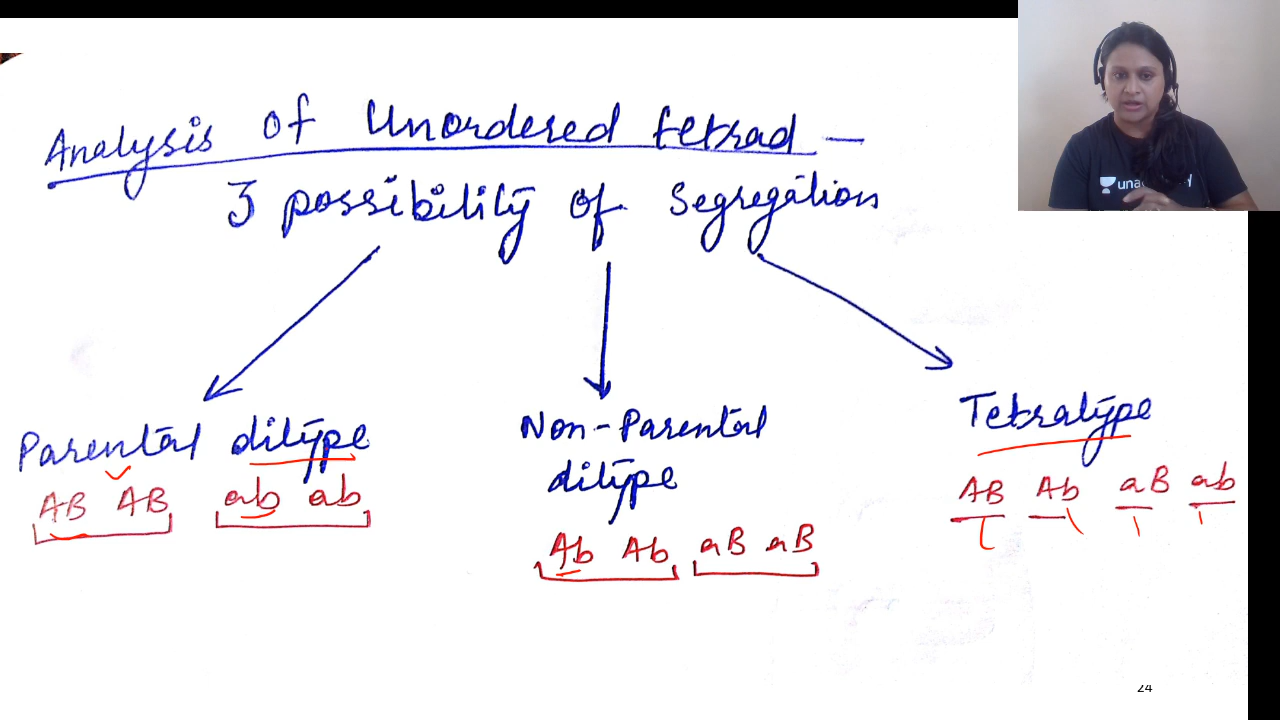 Analysis of Unordered tetrad –
3 possibility of Segregation
Parental ditype
AB AB ab ab
Non-Parental
ditype
Ab Ab aB aB
Tetratype
AB Ab aB ab
24